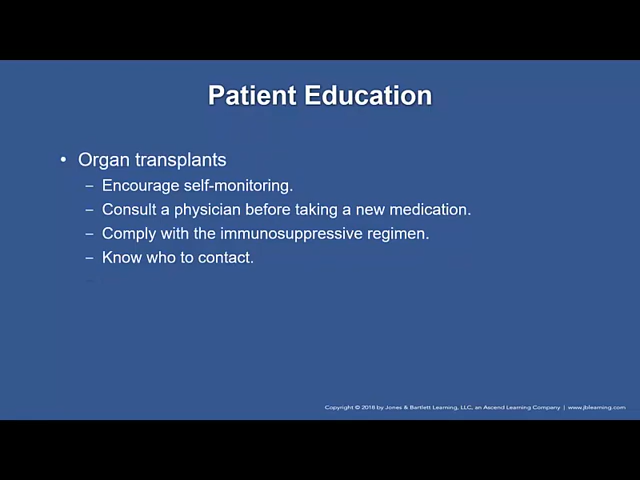 Patient Education
• Organ transplants
– Encourage self-monitoring.
– Consult a physician before taking a new medication.
– Comply with the immunosuppressive regimen.
– Know who to contact.
Copyright © 2016 by Jones & Bartlett Learning, LLC, an Ascend Learning Company | www.jblearning.com